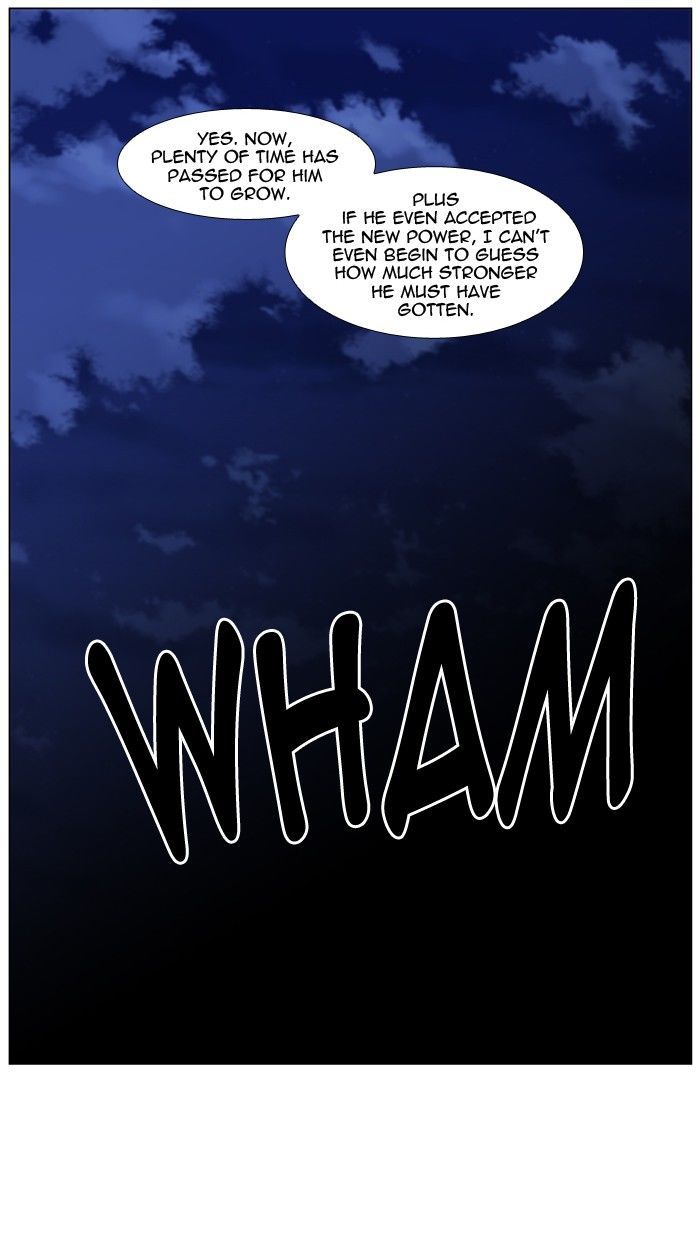 YES. NOW,
PLENTY OF TIME HAS
PASSED FOR HIM
TO GROW.
PLUS
IF HE EVEN ACCEPTED
THE NEW POWER, I CAN'T
EVEN BEGIN TO GUESS
HOW MUCH STRONGER
HE MUST HAVE
GOTTEN.
WHAM